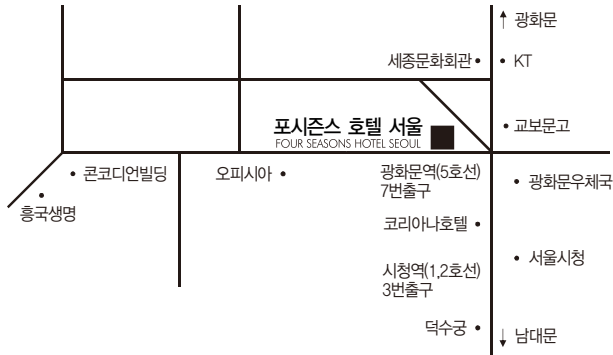 ↑ 광화문
세종문화회관 •
• KT
포시즌스 호텔 서울
FOUR SEASONS HOTEL SEOUL
• 교보문고
• 콘코디언빌딩
오피시아 •
광화문역(5호선)
7번출구
• 광화문우체국
흥국생명
코리아나호텔 •
• 서울시청
시청역(1,2호선)
3번출구
덕수궁 •
↓ 남대문